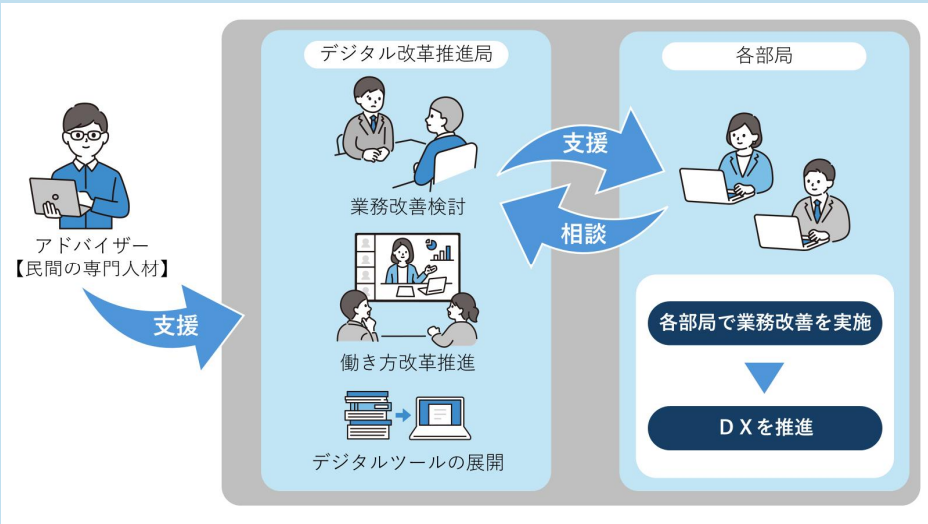 アドバイザー
【民間の専門人材】
支援
デジタル改革推進局
業務改善検討
働き方改革推進
デジタルツールの展開
支援
相談
各部局
各部局で業務改善を実施
ＤＸを推進